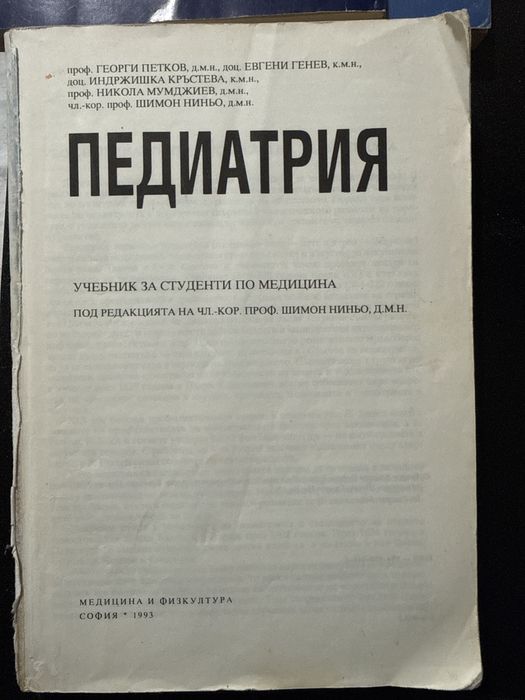 проф. ГЕОРГИ ПЕТКОВ, д.м.н., доц. ЕВГЕНИ ГЕНЕВ, к.м.н.,
доц. ИНДРЖИШКА КРЪСТЕВА, к.м.н.,
проф. НИКОЛА МУМДЖИЕВ, д.м.н.,
чл.-кор. проф. ШИМОН НИНЬО, д.м.н.
ПЕДИАТРИЯ
УЧЕБНИК ЗА СТУДЕНТИ ПО МЕДИЦИНА
ПОД РЕДАКЦИЯТА НА ЧЛ.-КОР. ПРОФ. ШИМОН НИНЬО, Д.М.Н.
МЕДИЦИНА И ФИЗКУЛТУРА
СОФИЯ * 1993